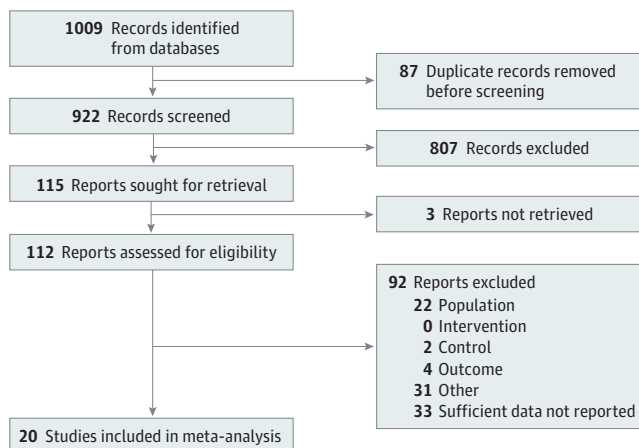 1009 Records identified
from databases
87 Duplicate records removed
before screening
922 Records screened
807 Records excluded
115 Reports sought for retrieval
3 Reports not retrieved
112 Reports assessed for eligibility
92 Reports excluded
22 Population
0 Intervention
2 Control
4 Outcome
31 Other
33 Sufficient data not reported
20 Studies included in meta-analysis